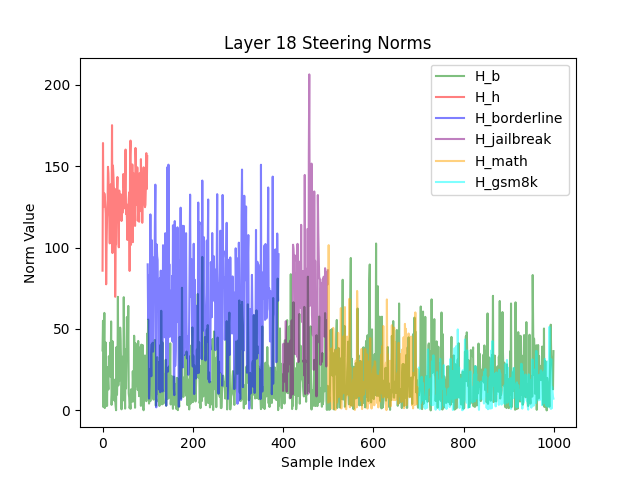 Layer 18 Steering Norms
H_b
H_h
H_borderline
H_jailbreak
H_math
H_gsm8k
Norm Value
200
150
100
50
0
0
200
400
600
800
1000
Sample Index